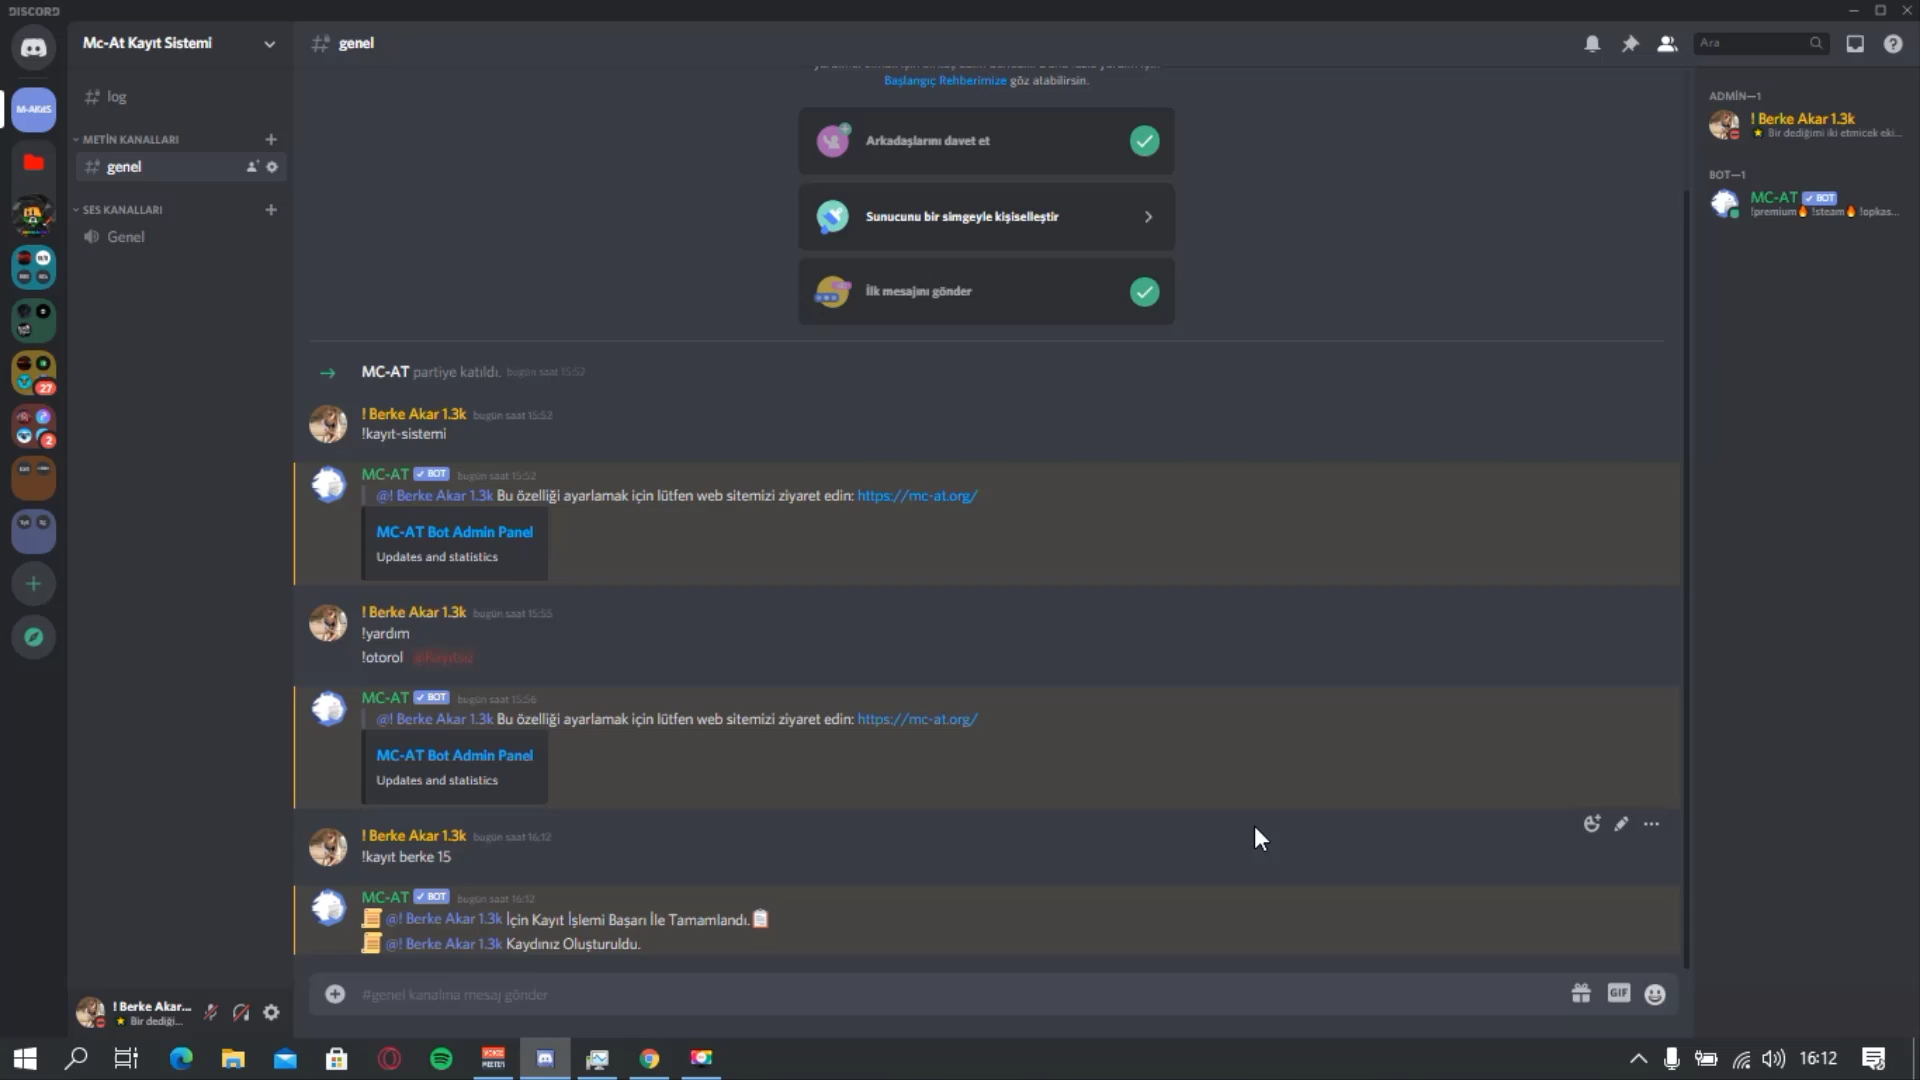 DISCORD
Mc-At Kayıt Sistemi
genel
Ara
M-AKdS
log
METİN KANALLARI
genel
SES KANALLARI
Genel
27
2
Başlangıç Rehberimize göz atabilirsin.
Arkadaşlarını davet et
Sunucunu bir simgeyle kişiselleştir
İlk mesajını gönder
MC-AT partiye katıldı. bugün saat 15:52
! Berke Akar 1.3k bugün saat 15:52
!kayıt-sistemi
MC-AT BOT bugün saat 15:52
@! Berke Akar 1.3k Bu özelliği ayarlamak için lütfen web sitemizi ziyaret edin: https://mc-at.org/
MC-AT Bot Admin Panel
Updates and statistics
! Berke Akar 1.3k bugün saat 15:55
!yardım
!otorol
MC-AT BOT bugün saat 15:56
@! Berke Akar 1.3k Bu özelliği ayarlamak için lütfen web sitemizi ziyaret edin: https://mc-at.org/
MC-AT Bot Admin Panel
Updates and statistics
! Berke Akar 1.3k bugün saat 16:12
!kayıt berke 15
MC-AT BOT bugün saat 16:12
@! Berke Akar 1.3k İçin Kayıt İşlemi Başarı İle Tamamlandı.
@! Berke Akar 1.3k Kaydınız Oluşturuldu.
#genel kanalına mesaj gönder
GIF
ADMİN—1
! Berke Akar 1.3k
Bir dediğimi iki etmicek eki...
BOT—1
MC-AT BOT
!premium !steam !opkas...
! Berke Akar...
Bir dediği...
VOICE
MEETER
16:12